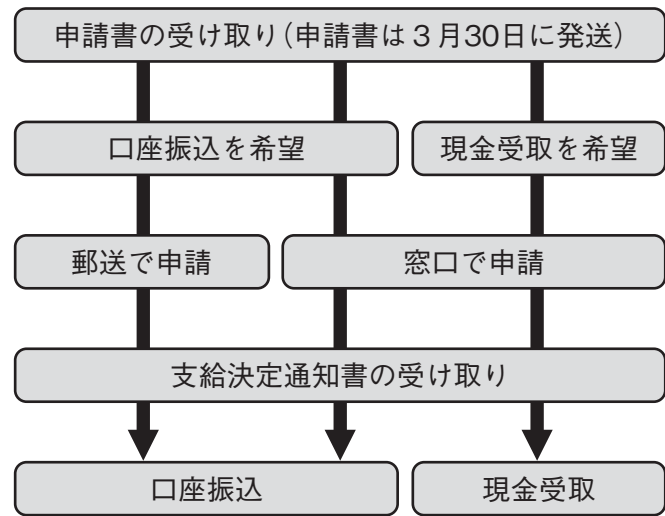 申請書の受け取り（申請書は３月30日に発送）
口座振込を希望
現金受取を希望
郵送で申請
窓口で申請
支給決定通知書の受け取り
口座振込
現金受取